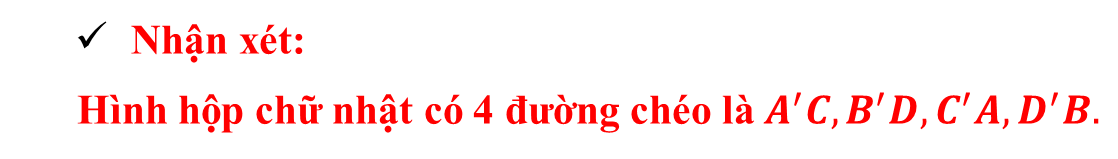 ✓ Nhận xét:
Hình hộp chữ nhật có 4 đường chéo là A′C, B′D, C′A, D′B.